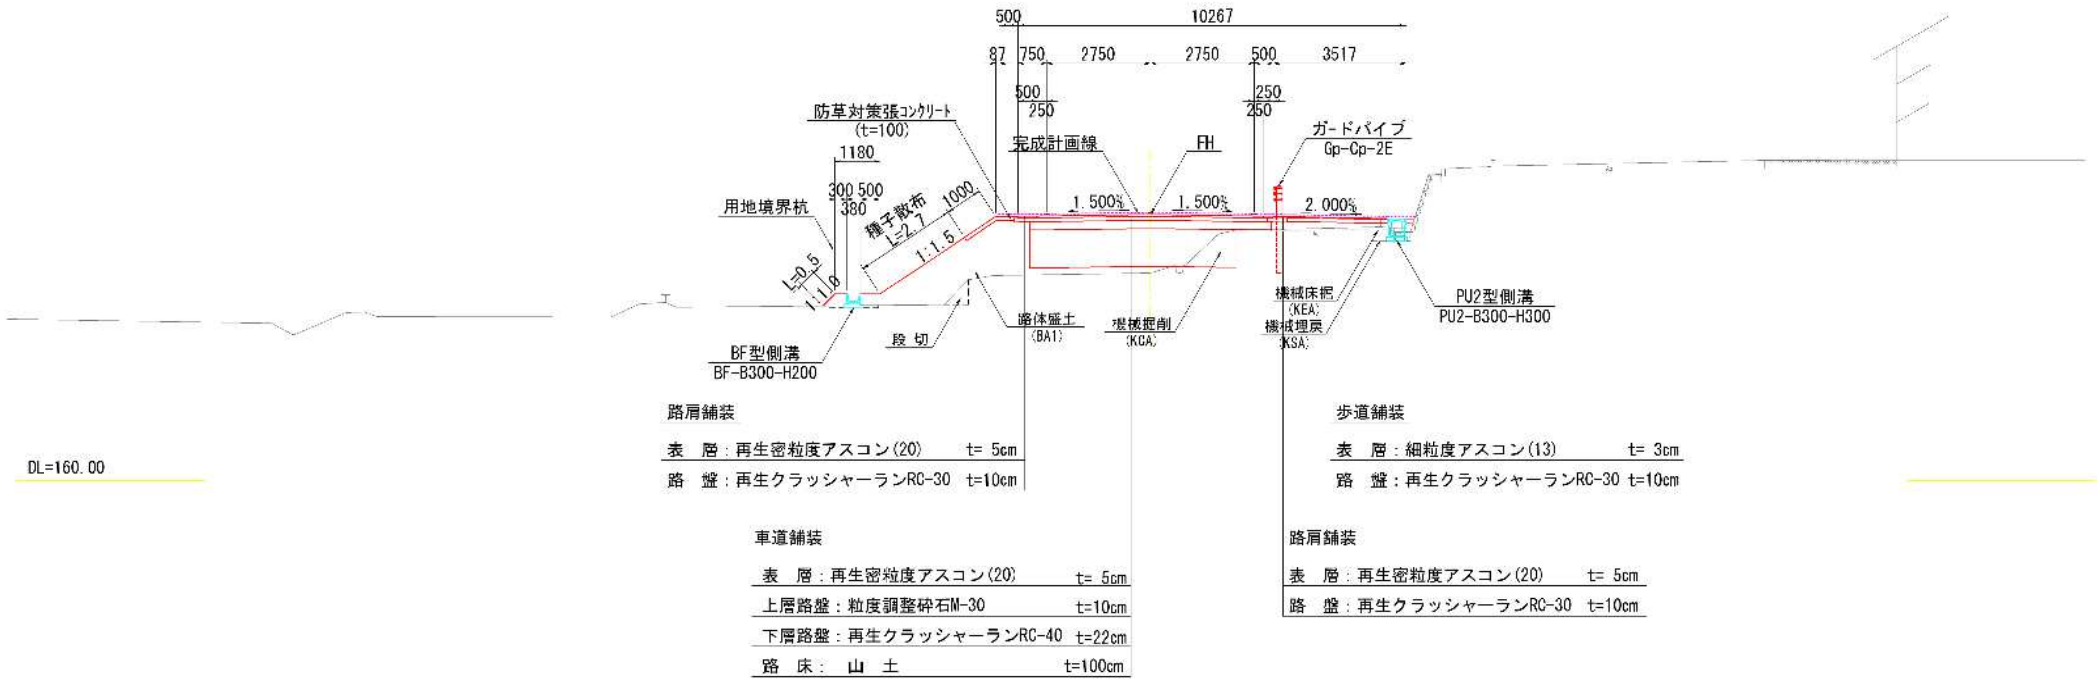 500 10267
87 750 2750 2750 500 3517
500 250
250 250
防草対策張コンクリート
(t=100)
完成計画線
FH
ガードパイプ
Gp-Cp-2E
1180
300 500
380
用地境界杭
種子散布
L=2.7
1000
1:1.5
L=0.5
1:1.0
1.500%
1.500%
2.000%
BF型側溝
BF-B300-H200
段切
路体盛土
(BA1)
機械掘削
(KCA)
機械床掘
(KEA)
機械埋戻
(KSA)
PU2型側溝
PU2-B300-H300
DL=160.00
路肩舗装
表 層：再生密粒度アスコン(20) t= 5cm
路 盤：再生クラッシャーランRC-30 t=10cm
歩道舗装
表 層：細粒度アスコン(13) t= 3cm
路 盤：再生クラッシャーランRC-30 t=10cm
車道舗装
表 層：再生密粒度アスコン(20) t= 5cm
上層路盤：粒度調整砕石M-30 t=10cm
下層路盤：再生クラッシャーランRC-40 t=22cm
路 床： 山 土 t=100cm
路肩舗装
表 層：再生密粒度アスコン(20) t= 5cm
路 盤：再生クラッシャーランRC-30 t=10cm